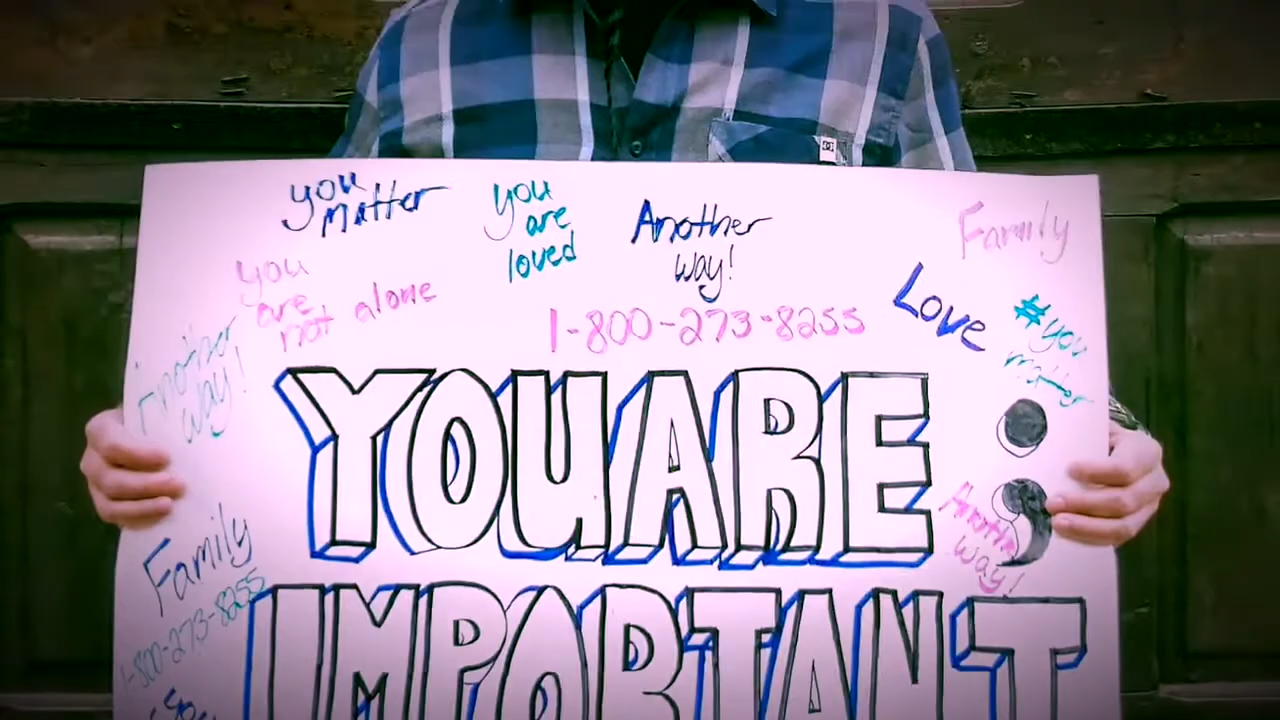 you
matter
you
are
loved
Another
way!
Family
you
are
not alone
1-800-273-8255
Love
#you
matter
Another
way!
YOU ARE
;
Another
way!
Family
1-800-273-8255
IMPORTANT